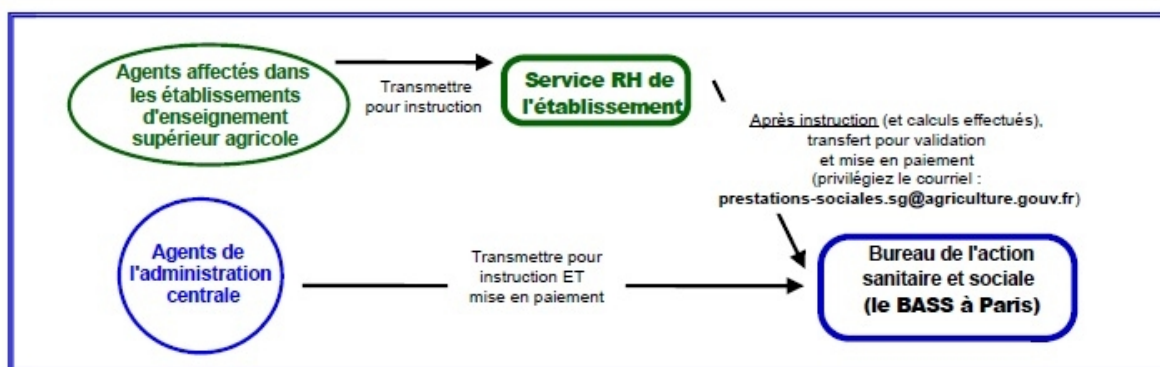 Agents affectés dans
les établissements
d'enseignement
supérieur agricole
Transmettre
pour instruction
Service RH de
l'établissement
Après instruction (et calculs effectués),
transfert pour validation
et mise en paiement
(privilégiez le courriel :
prestations-sociales.sg@agriculture.gouv.fr)
Agents de
l'administration
centrale
Transmettre pour
instruction ET
mise en paiement
Bureau de l'action
sanitaire et sociale
(le BASS à Paris)